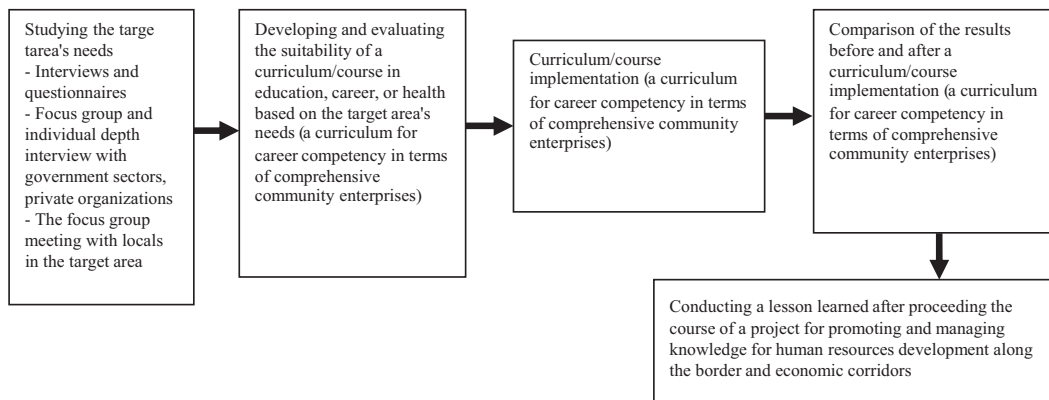 Studying the targe
tarea's needs
- Interviews and
questionnaires
- Focus group and
individual depth
interview with
government sectors,
private organizations
- The focus group
meeting with locals
in the target area
Developing and evaluating
the suitability of a
curriculum/course in
education, career, or health
based on the target area's
needs (a curriculum for
career competency in terms
of comprehensive
community enterprises)
Curriculum/course
implementation (a curriculum
for career competency in terms
of comprehensive community
enterprises)
Comparison of the results
before and after a
curriculum/course
implementation (a curriculum
for career competency in
terms of comprehensive
community enterprises)
Conducting a lesson learned after proceeding the
course of a project for promoting and managing
knowledge for human resources development along
the border and economic corridors